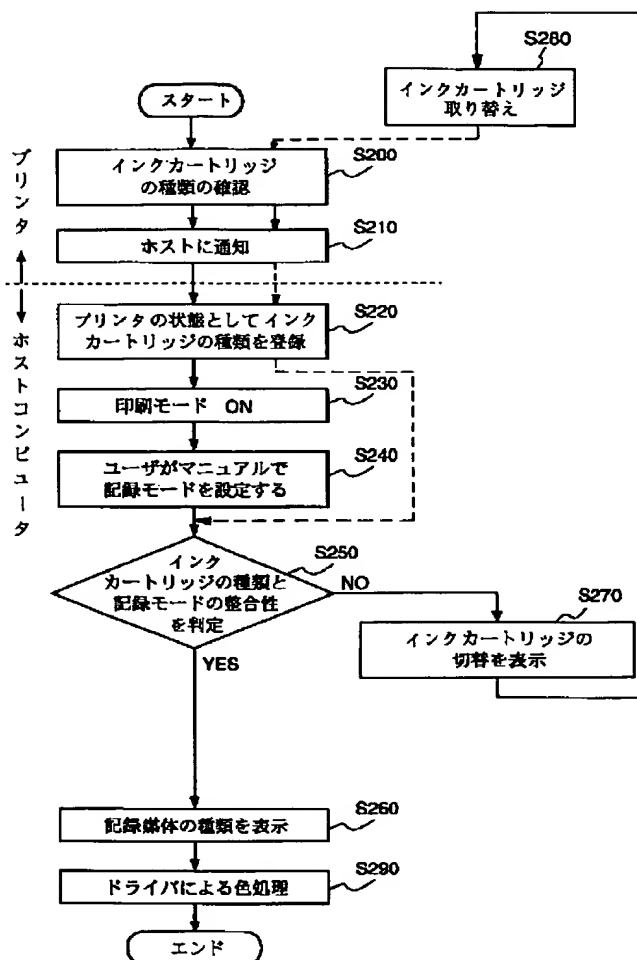 S280
インクカートリッジ
取り替え
スタート
S200
インクカートリッジ
の種類の確認
プリンタ
S210
ホストに通知
S220
プリンタの状態としてインク
カートリッジの種類を登録
ホストコンピュータ
S230
印刷モード ON
S240
ユーザがマニュアルで
記録モードを設定する
S250
インク
カートリッジの種類と
記録モードの整合性
を判定
NO
S270
インクカートリッジの
切替を表示
YES
S260
記録媒体の種類を表示
S290
ドライバによる色処理
エンド